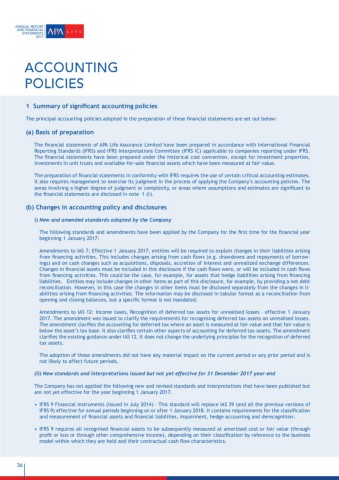 ANNUAL REPORT
AND FINANCIAL
STATEMENTS
2017
APA LIFE
ACCOUNTING
POLICIES
1 Summary of significant accounting policies
The principal accounting policies adopted in the preparation of these financial statements are set out below:
(a) Basis of preparation
The financial statements of APA Life Assurance Limited have been prepared in accordance with International Financial
Reporting Standards (IFRS) and IFRS Interpretations Committee (IFRS IC) applicable to companies reporting under IFRS.
The financial statements have been prepared under the historical cost convention, except for investment properties,
investments in unit trusts and available-for-sale financial assets which have been measured at fair value.
The preparation of financial statements in conformity with IFRS requires the use of certain critical accounting estimates.
It also requires management to exercise its judgment in the process of applying the Company's accounting policies. The
areas involving a higher degree of judgment or complexity, or areas where assumptions and estimates are significant to
the financial statements are disclosed in note 1 (l).
(b) Changes in accounting policy and disclosures
i) New and amended standards adopted by the Company
The following standards and amendments have been applied by the Company for the first time for the financial year
beginning 1 January 2017:
Amendments to IAS 7; Effective 1 January 2017, entities will be required to explain changes in their liabilities arising
from financing activities. This includes changes arising from cash flows (e.g. drawdowns and repayments of borrow-
ings) and on cash changes such as acquisitions, disposals, accretion of interest and unrealized exchange differences.
Changes in financial assets must be included in this disclosure if the cash flows were, or will be included in cash flows
from financing activities. This could be the case, for example, for assets that hedge liabilities arising from financing
liabilities. Entities may include changes in other items as part of this disclosure, for example, by providing a net debt
reconciliation. However, in this case the changes in other items must be disclosed separately from the changes in li-
abilities arising from financing activities. The information may be disclosed in tabular format as a reconciliation from
opening and closing balances, but a specific format is not mandated.
Amendments to IAS 12: Income taxes, Recognition of deferred tax assets for unrealised losses – effective 1 January
2017. The amendment was issued to clarify the requirements for recognising deferred tax assets on unrealised losses.
The amendment clarifies the accounting for deferred tax where an asset is measured at fair value and that fair value is
below the asset's tax base. It also clarifies certain other aspects of accounting for deferred tax assets. The amendment
clarifies the existing guidance under IAS 12. It does not change the underlying principles for the recognition of deferred
tax assets.
The adoption of these amendments did not have any material impact on the current period or any prior period and is
not likely to affect future periods.
(ii) New standards and interpretations issued but not yet effective for 31 December 2017 year-end
The Company has not applied the following new and revised standards and interpretations that have been published but
are not yet effective for the year beginning 1 January 2017.
• IFRS 9 Financial Instruments (issued in July 2014) – This standard will replace IAS 39 (and all the previous versions of
IFRS 9) effective for annual periods beginning on or after 1 January 2018. It contains requirements for the classification
and measurement of financial assets and financial liabilities, impairment, hedge accounting and derecognition:
• IFRS 9 requires all recognised financial assets to be subsequently measured at amortised cost or fair value (through
profit or loss or through other comprehensive income), depending on their classification by reference to the business
model within which they are held and their contractual cash flow characteristics.
26